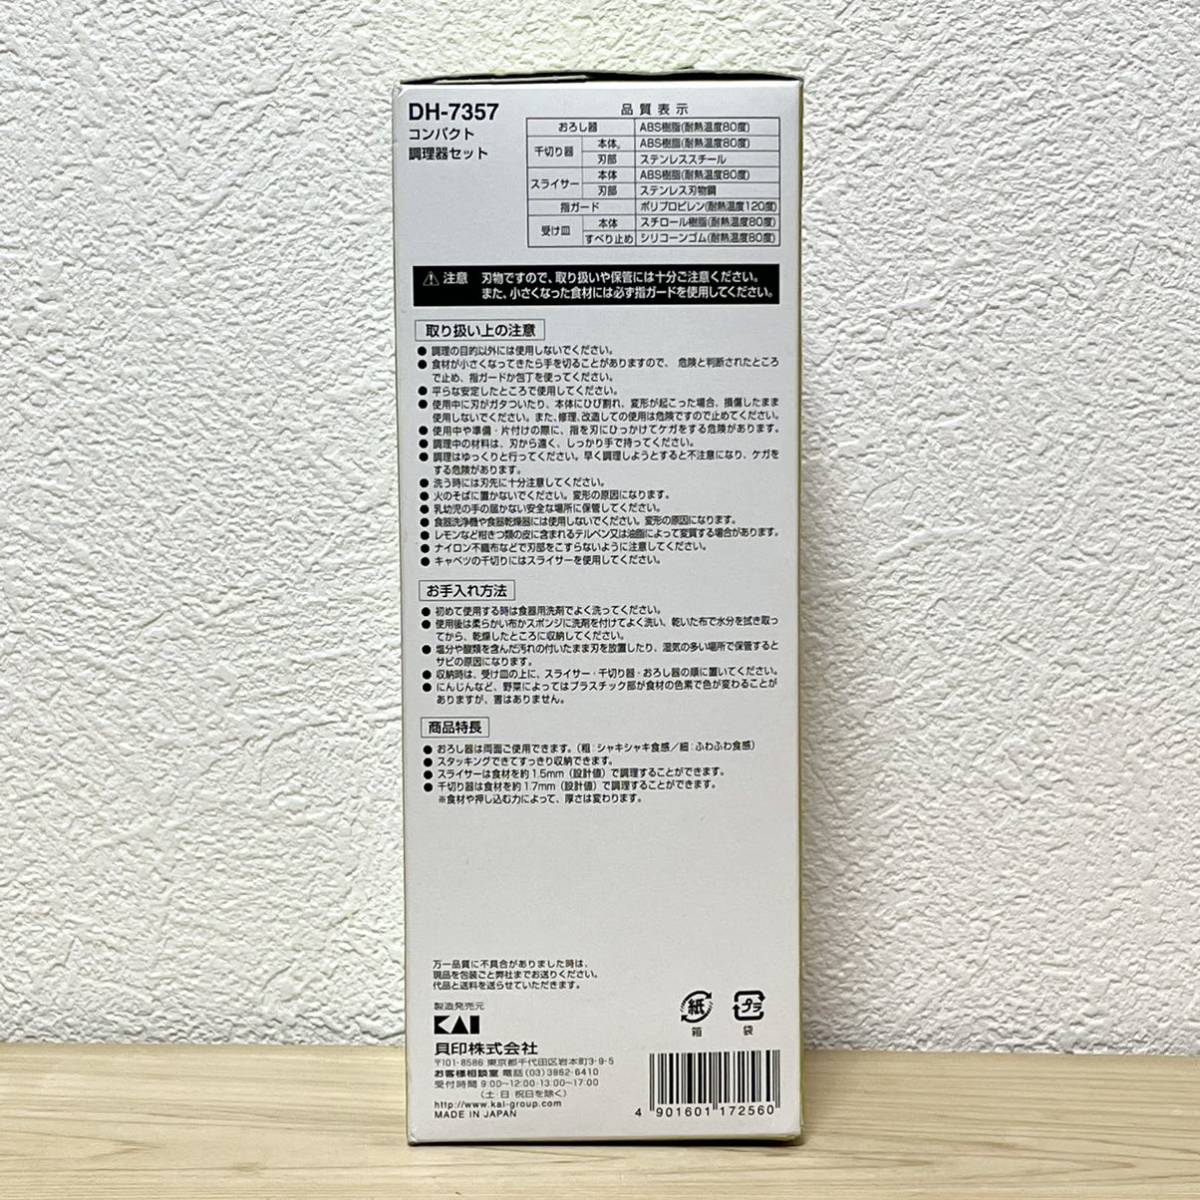 DH-7357
コンパクト
調理器セット
品質表示
おろし器 ABS樹脂(耐熱温度80度)
千切り器 本体 ABS樹脂(耐熱温度80度)
刃部 ステンレススチール
スライサー 本体 ABS樹脂(耐熱温度80度)
刃部 ステンレス刃物鋼
指ガード ポリプロピレン(耐熱温度120度)
受け皿 本体 スチロール樹脂(耐熱温度80度)
すべり止め シリコーンゴム(耐熱温度80度)
⚠ 注意 刃物ですので、取り扱いや保管には十分ご注意ください。
また、小さくなった食材には必ず指ガードを使用してください。
取り扱い上の注意
● 調理の目的以外には使用しないでください。
● 食材が小さくなってきたら手を切ることがありますので、危険と判断されたところ
で止め、指ガードか包丁を使ってください。
● 平らな安定したところで使用してください。
● 使用中に刃がガタついたり、本体にひび割れ、変形が起こった場合、損傷したまま
使用しないでください。また、修理、改造しての使用は危険ですので止めてください。
● 使用中や準備・片付けの際に、指を刃にひっかけてケガをする危険があります。
● 調理中の材料は、刃から遠く、しっかり手で持ってください。
● 調理はゆっくりと行ってください。早く調理しようとすると不注意になり、ケガを
する危険があります。
● 洗う時には刃先に十分注意してください。
● 火のそばに置かないでください。変形の原因になります。
● 乳幼児の手の届かない安全な場所に保管してください。
● 食器洗浄機や食器乾燥器には使用しないでください。変形の原因になります。
● レモンなど柑きつ類の皮に含まれるテルペン又は油脂によって変質する場合があります。
● ナイロン不織布などで刃部をこすらないように注意してください。
● キャベツの千切りにはスライサーを使用してください。
お手入れ方法
● 初めて使用する時は食器用洗剤でよく洗ってください。
● 使用後は柔らかい布かスポンジに洗剤を付けてよく洗い、乾いた布で水分を拭き取っ
てから、乾燥したところに収納してください。
● 塩分や酸類を含んだ汚れの付いたまま刃を放置したり、湿気の多い場所で保管すると
サビの原因になります。
● 収納時は、受け皿の上に、スライサー・千切り器・おろし器の順に置いてください。
● にんじんなど、野菜によってはプラスチック部が食材の色素で色が変わることが
ありますが、害はありません。
商品特長
● おろし器は両面ご使用できます。(粗：シャキシャキ食感／細：ふわふわ食感)
● スタッキングできてすっきり収納できます。
● スライサーは食材を約1.5mm(設計値)で調理することができます。
● 千切り器は食材を約1.7mm(設計値)で調理することができます。
※食材や押し込む力によって、厚さは変わります。
万一品質に不具合がありました時は、
現品を包装ごと弊社までお送りください。
代品と送料を送らせていただきます。
製造発売元
KAI
貝印株式会社
〒101-8586 東京都千代田区岩本町3-9-5
お客様相談室 電話 (03) 3862-6410
受付時間 9:00~12:00・13:00~17:00
(土・日・祝日を除く)
http://www.kai-group.com
MADE IN JAPAN
紙
箱
プラ
袋
4 901601 172560